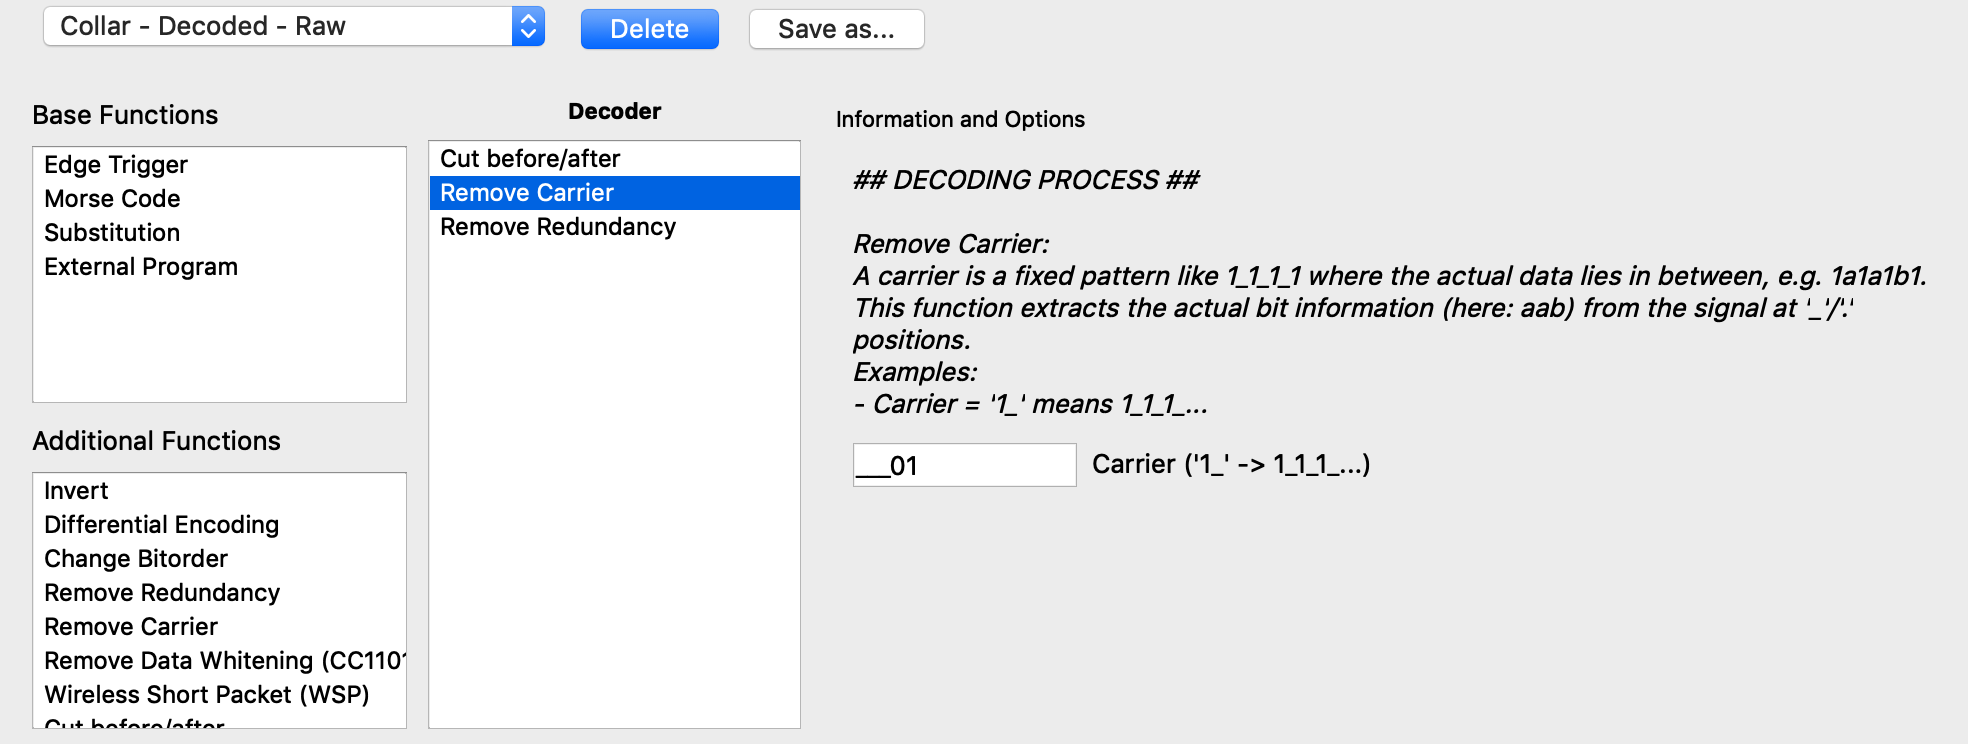 Collar - Decoded - Raw
Delete
Save as...
Base Functions
Edge Trigger
Morse Code
Substitution
External Program
Additional Functions
Invert
Differential Encoding
Change Bitorder
Remove Redundancy
Remove Carrier
Remove Data Whitening (CC1101
Wireless Short Packet (WSP)
Cut before/after
Decoder
Cut before/after
Remove Carrier
Remove Redundancy
Information and Options
## DECODING PROCESS ##
Remove Carrier:
A carrier is a fixed pattern like 1_1_1_1 where the actual data lies in between, e.g. 1a1a1b1.
This function extracts the actual bit information (here: aab) from the signal at '_'/'.'
positions.
Examples:
- Carrier = '1_' means 1_1_1_...
___01
Carrier ('1_' -> 1_1_1_...)